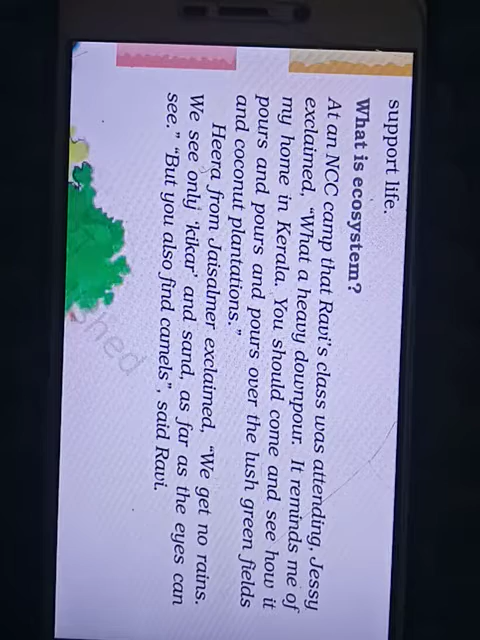 support life.
What is ecosystem?
At an NCC camp that Ravi's class was attending, Jessy
exclaimed, “What a heavy downpour. It reminds me of
my home in Kerala. You should come and see how it
pours and pours and pours over the lush green fields
and coconut plantations.”
Heera from Jaisalmer exclaimed, “We get no rains.
We see only ‘kikar’ and sand, as far as the eyes can
see.” “But you also find camels”, said Ravi.
shed